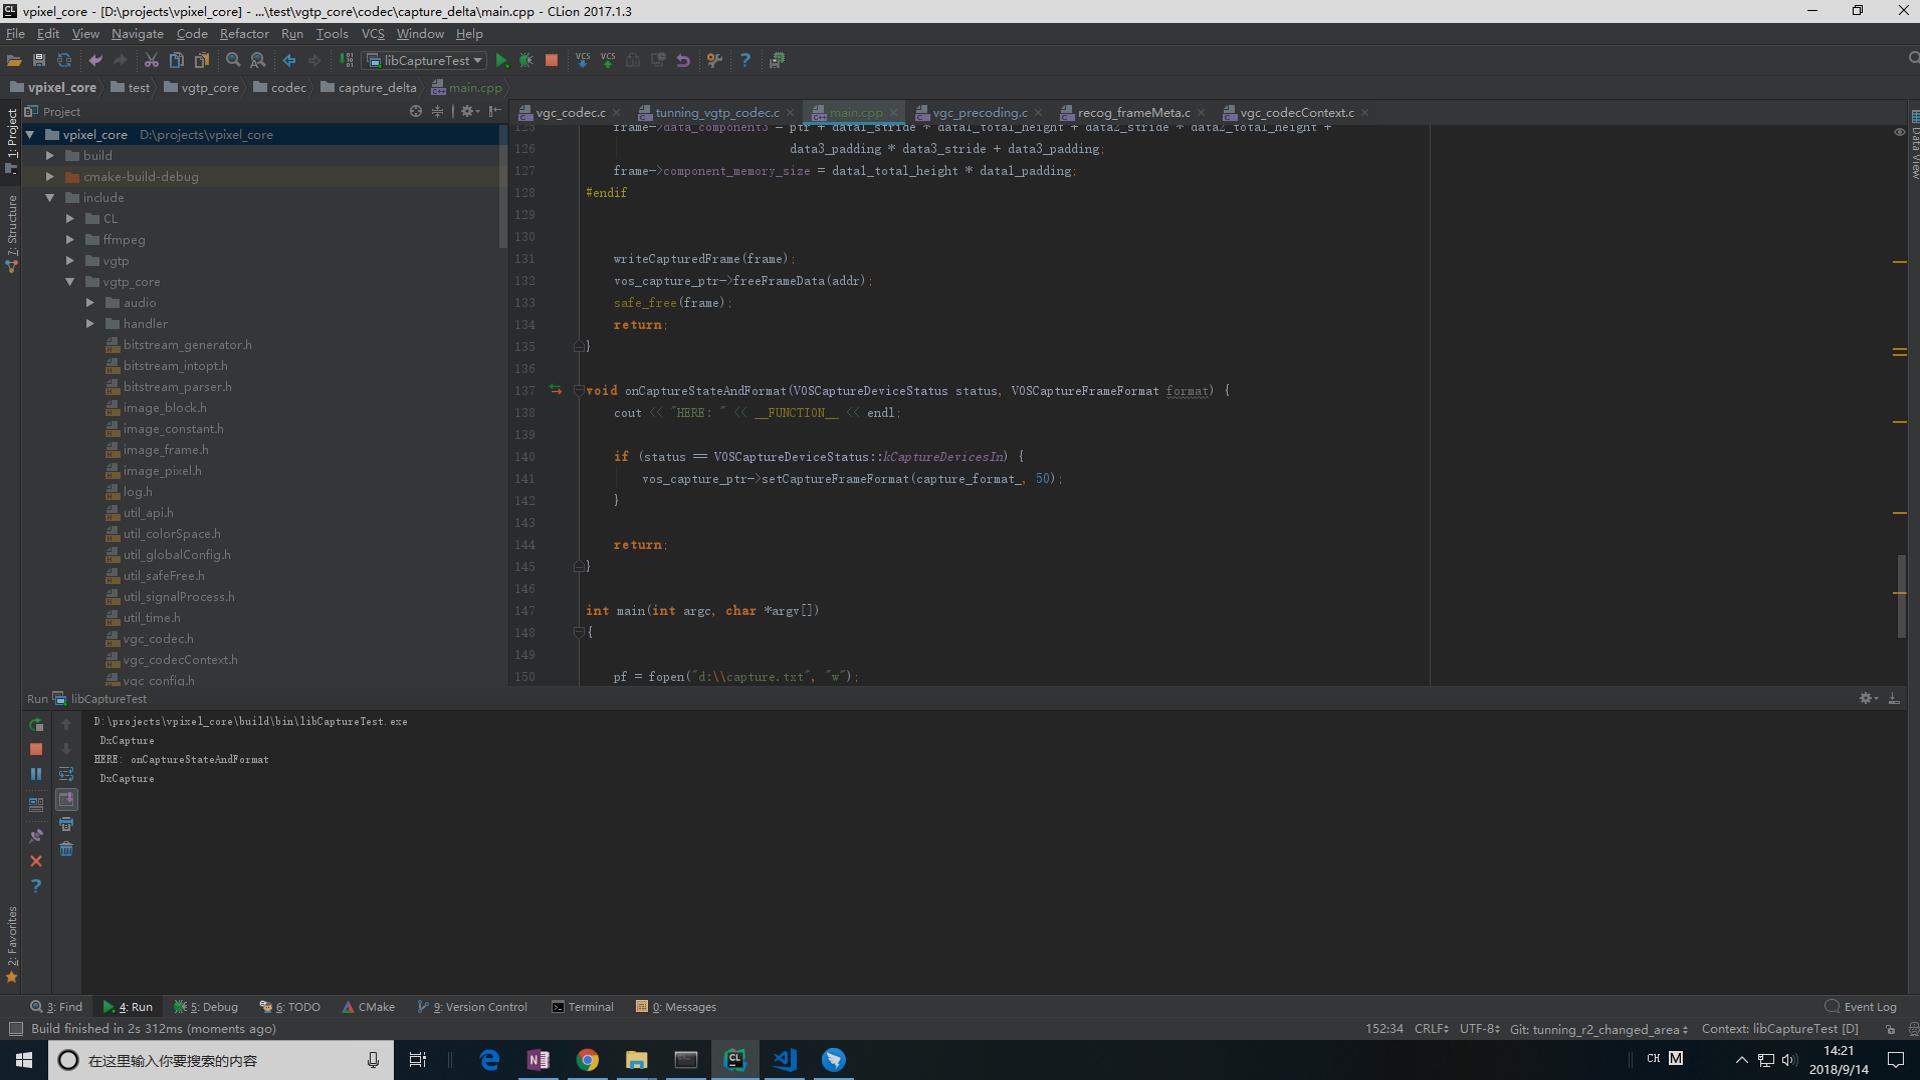 vpixel_core - [D:\projects\vpixel_core] - ...\test\vgtp_core\codec\capture_delta\main.cpp - CLion 2017.1.3
File Edit View Navigate Code Refactor Run Tools VCS Window Help
libCaptureTest
vpixel_core test vgtp_core codec capture_delta main.cpp
Project
vgc_codec.c tunning_vgtp_codec.c main.cpp vgc_precoding.c recog_frameMeta.c vgc_codecContext.c
1: Project
7: Structure
2: Favorites
Data View
vpixel_core D:\projects\vpixel_core
build
cmake-build-debug
include
CL
ffmpeg
vgtp
vgtp_core
audio
handler
bitstream_generator.h
bitstream_intopt.h
bitstream_parser.h
image_block.h
image_constant.h
image_frame.h
image_pixel.h
log.h
util_api.h
util_colorSpace.h
util_globalConfig.h
util_safeFree.h
util_signalProcess.h
util_time.h
vgc_codec.h
vgc_codecContext.h
vgc_config.h
125 frame->data_component3 = ptr + data1_stride * data1_total_height + data2_stride * data2_total_height +
126 data3_padding * data3_stride + data3_padding;
127 frame->component_memory_size = data1_total_height * data1_padding;
128 #endif
129
130
131 writeCapturedFrame(frame);
132 vos_capture_ptr->freeFrameData(addr);
133 safe_free(frame);
134 return;
135 }
136
137 void onCaptureStateAndFormat(VOSCaptureDeviceStatus status, VOSCaptureFrameFormat format) {
138 cout << "HERE: " << __FUNCTION__ << endl;
139
140 if (status == VOSCaptureDeviceStatus::kCaptureDevicesIn) {
141 vos_capture_ptr->setCaptureFrameFormat(capture_format_, 50);
142 }
143
144 return;
145 }
146
147 int main(int argc, char *argv[])
148 {
149
150 pf = fopen("d:\\capture.txt", "w");
Run libCaptureTest
D:\projects\vpixel_core\build\bin\libCaptureTest.exe
DxCapture
HERE: onCaptureStateAndFormat
DxCapture
3: Find 4: Run 5: Debug 6: TODO CMake 9: Version Control Terminal 0: Messages Event Log
Build finished in 2s 312ms (moments ago) 152:34 CRLF UTF-8 Git: tunning_r2_changed_area Context: libCaptureTest [D]
在这里输入你要搜索的内容
CH M
14:21
2018/9/14